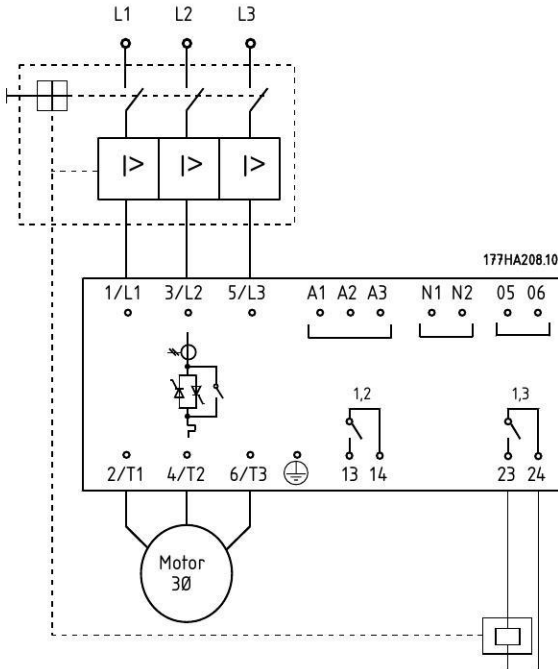 L1 L2 L3
I> I> I>
177HA208.10
1/L1 3/L2 5/L3 A1 A2 A3 N1 N2 05 06
1,2 1,3
2/T1 4/T2 6/T3 13 14 23 24
Motor
3Ø